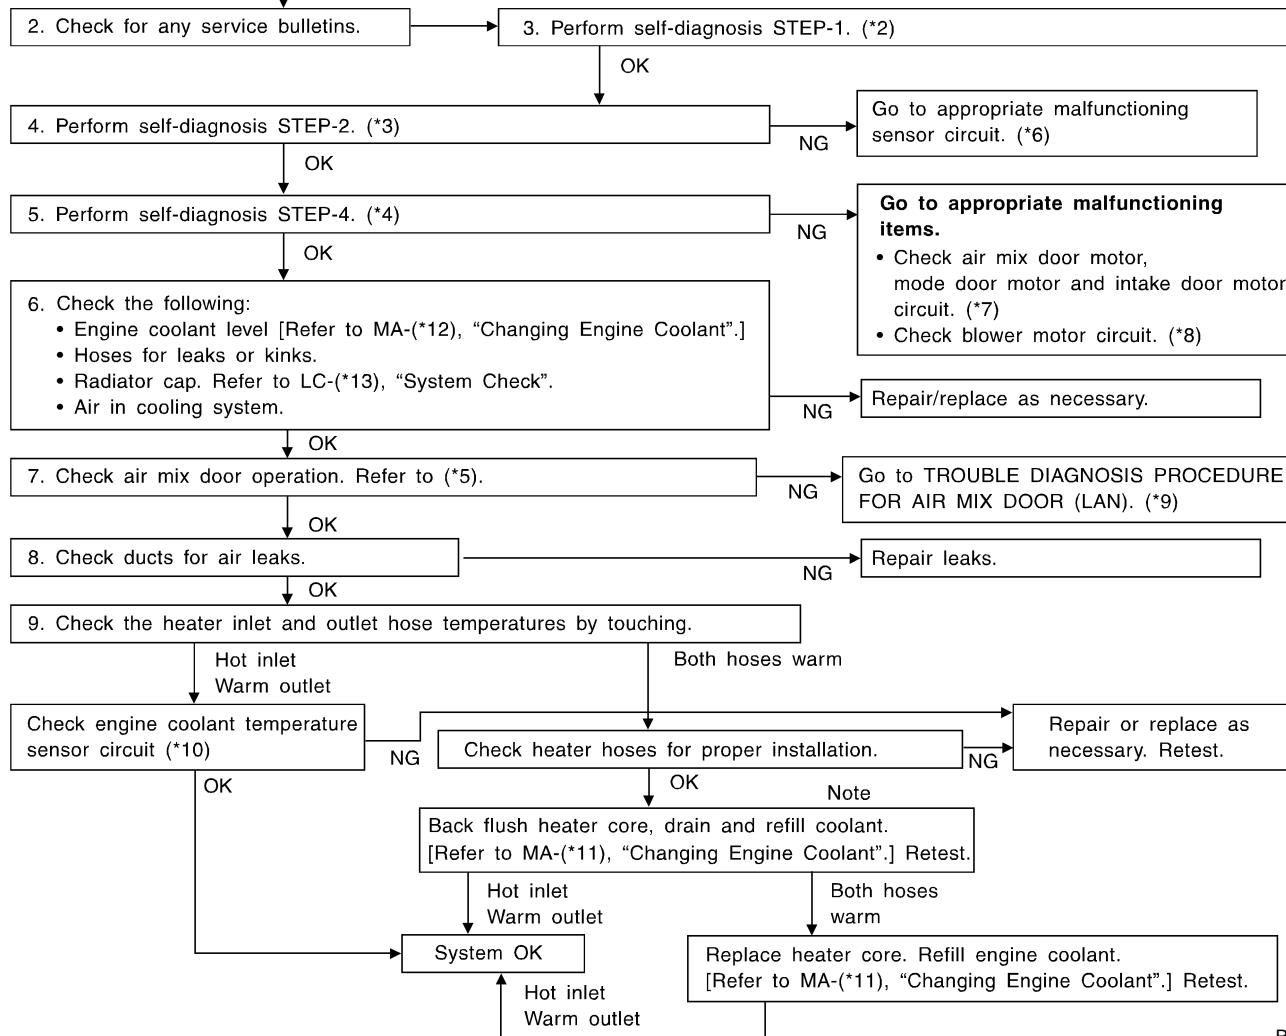 2. Check for any service bulletins.
3. Perform self-diagnosis STEP-1. (*2)
OK
4. Perform self-diagnosis STEP-2. (*3)
NG
Go to appropriate malfunctioning
sensor circuit. (*6)
OK
5. Perform self-diagnosis STEP-4. (*4)
NG
Go to appropriate malfunctioning
items.
• Check air mix door motor,
mode door motor and intake door motor
circuit. (*7)
• Check blower motor circuit. (*8)
OK
6. Check the following:
• Engine coolant level [Refer to MA-(*12), “Changing Engine Coolant”.]
• Hoses for leaks or kinks.
• Radiator cap. Refer to LC-(*13), “System Check”.
• Air in cooling system.
NG
Repair/replace as necessary.
OK
7. Check air mix door operation. Refer to (*5).
NG
Go to TROUBLE DIAGNOSIS PROCEDURE
FOR AIR MIX DOOR (LAN). (*9)
OK
8. Check ducts for air leaks.
NG
Repair leaks.
OK
9. Check the heater inlet and outlet hose temperatures by touching.
Hot inlet
Warm outlet
Both hoses warm
Check engine coolant temperature
sensor circuit (*10)
NG
Check heater hoses for proper installation.
NG
Repair or replace as
necessary. Retest.
OK
OK
Note
Back flush heater core, drain and refill coolant.
[Refer to MA-(*11), “Changing Engine Coolant”.] Retest.
Hot inlet
Warm outlet
Both hoses
warm
System OK
Replace heater core. Refill engine coolant.
[Refer to MA-(*11), “Changing Engine Coolant”.] Retest.
Hot inlet
Warm outlet